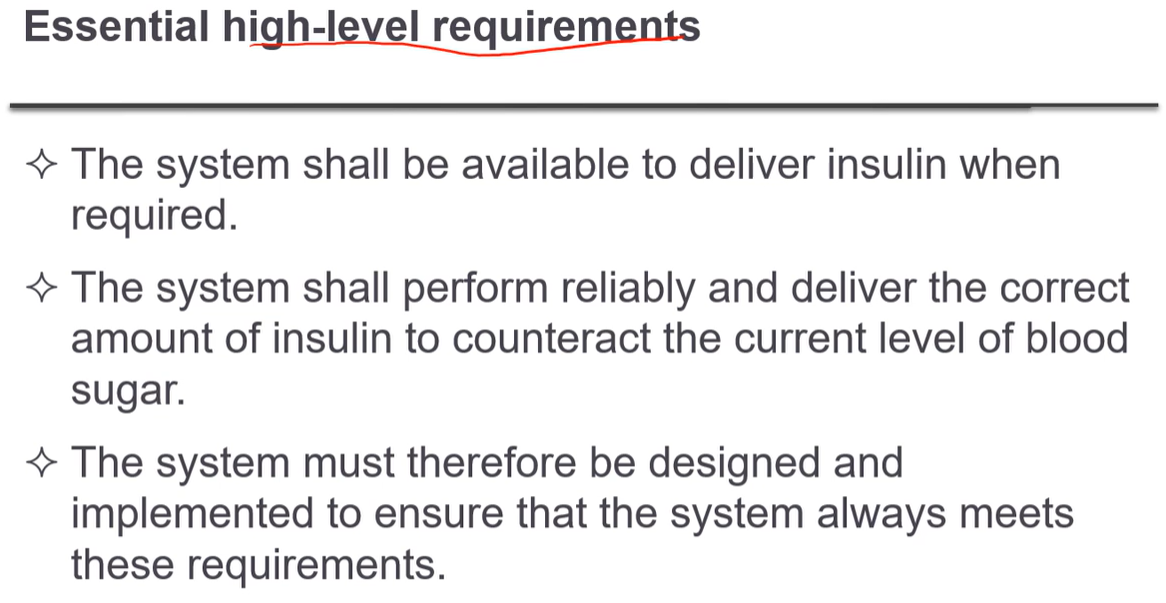 Essential high-level requirements
✧ The system shall be available to deliver insulin when
required.
✧ The system shall perform reliably and deliver the correct
amount of insulin to counteract the current level of blood
sugar.
✧ The system must therefore be designed and
implemented to ensure that the system always meets
these requirements.